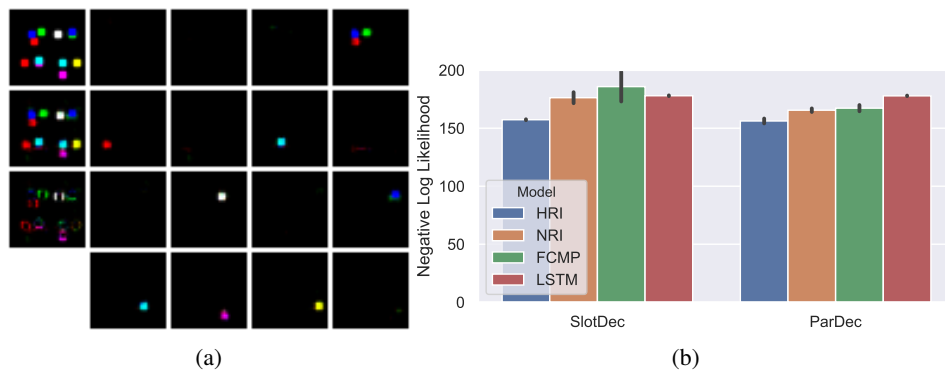 Negative Log Likelihood
200
150
100
50
0
Model
HRI
NRI
FCMP
LSTM
SlotDec
ParDec
(a)
(b)